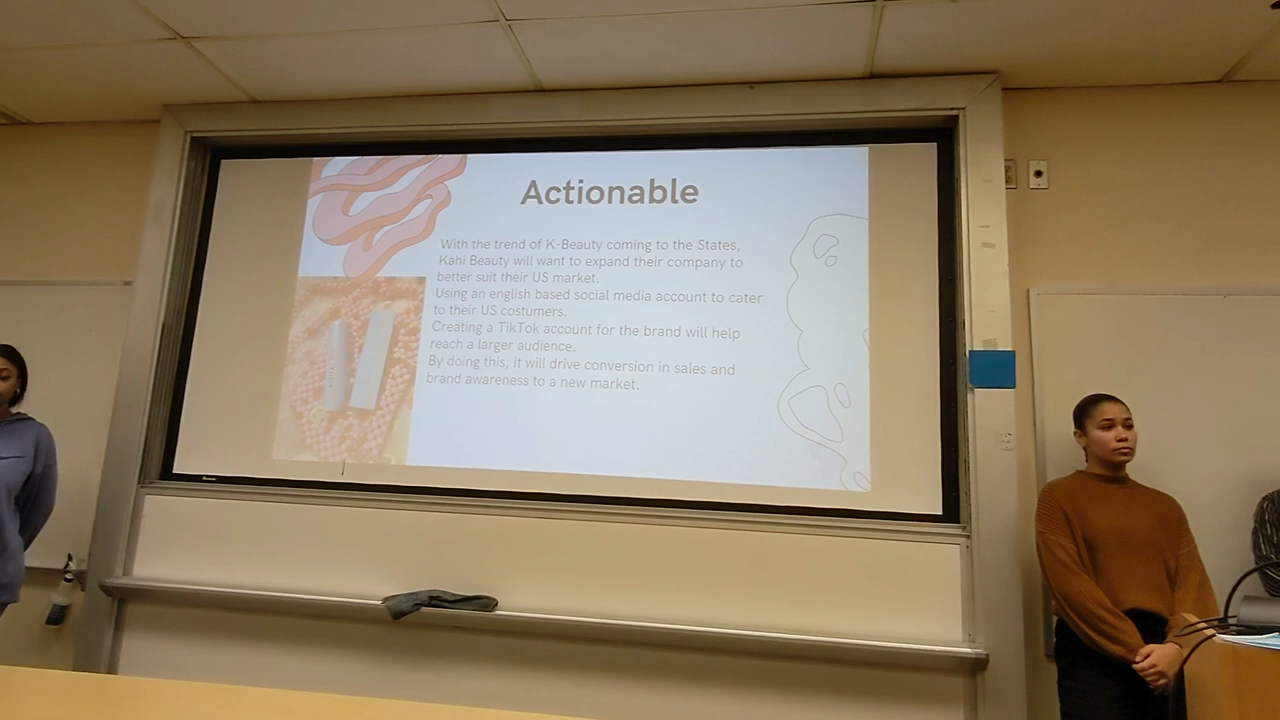 Actionable
With the trend of K-Beauty coming to the States,
Kahi Beauty will want to expand their company to
better suit their US market.
Using an english based social media account to cater
to their US costumers.
Creating a TikTok account for the brand will help
reach a larger audience.
By doing this, it will drive conversion in sales and
brand awareness to a new market.